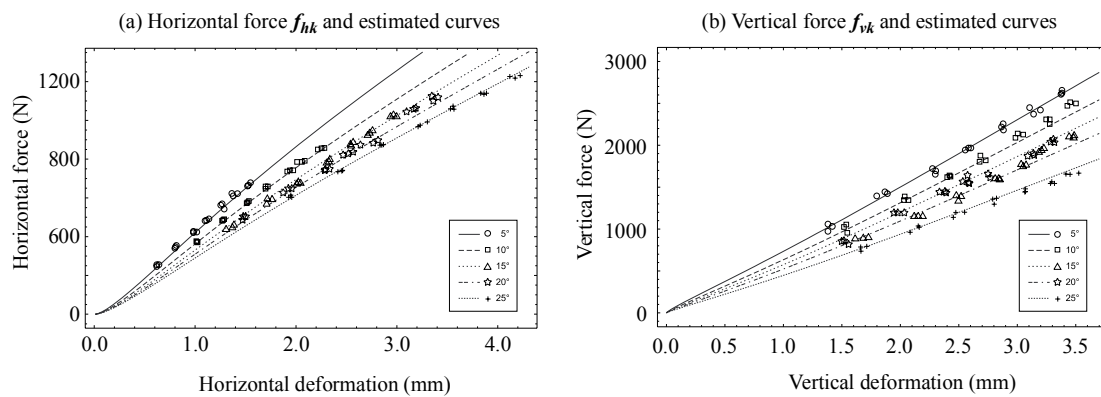 (a) Horizontal force f_hk and estimated curves
1200
800
600
0
Horizontal force (N)
5°
10°
15°
20°
25°
0.0 1.0 2.0 3.0 4.0
Horizontal deformation (mm)
(b) Vertical force f_vk and estimated curves
3000
2000
1000
0
Vertical force (N)
5°
10°
15°
20°
25°
0.0 0.5 1.0 1.5 2.0 2.5 3.0 3.5
Vertical deformation (mm)